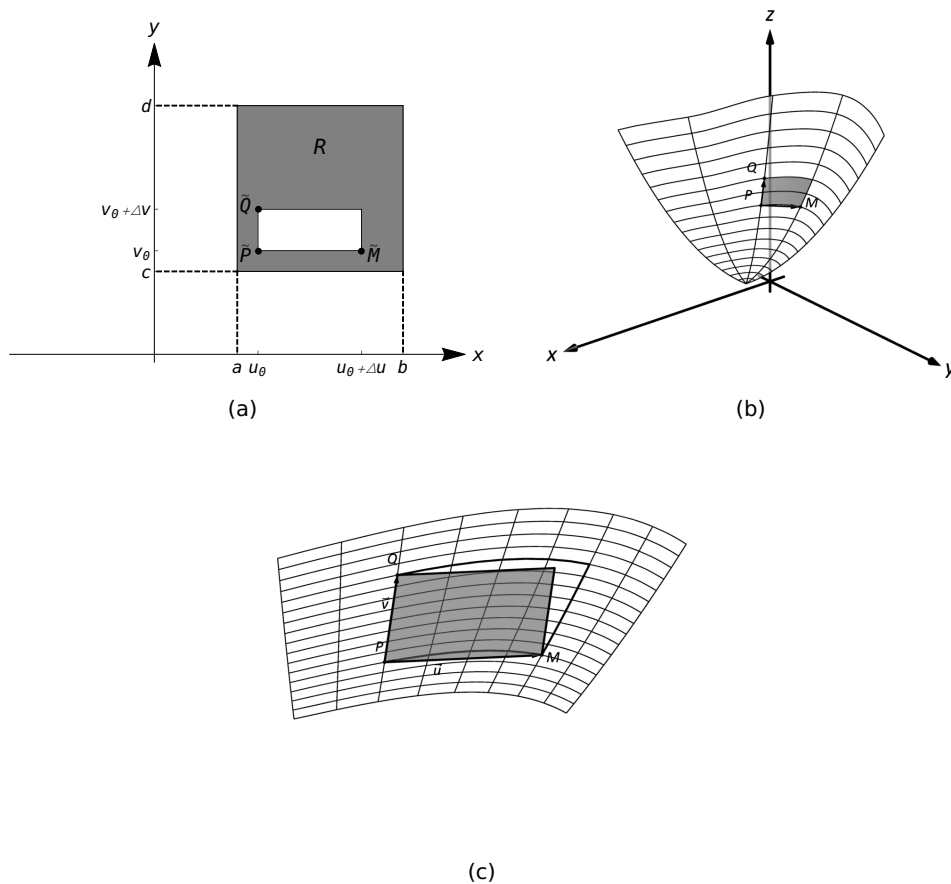 y
d
R
v₀+Δv
Q̃
v₀
P̃
M̃
c
x
a u₀ u₀+Δu b
(a)
z
Q
P
M
x
y
(b)
Q
v⃗
P
M
u⃗
(c)